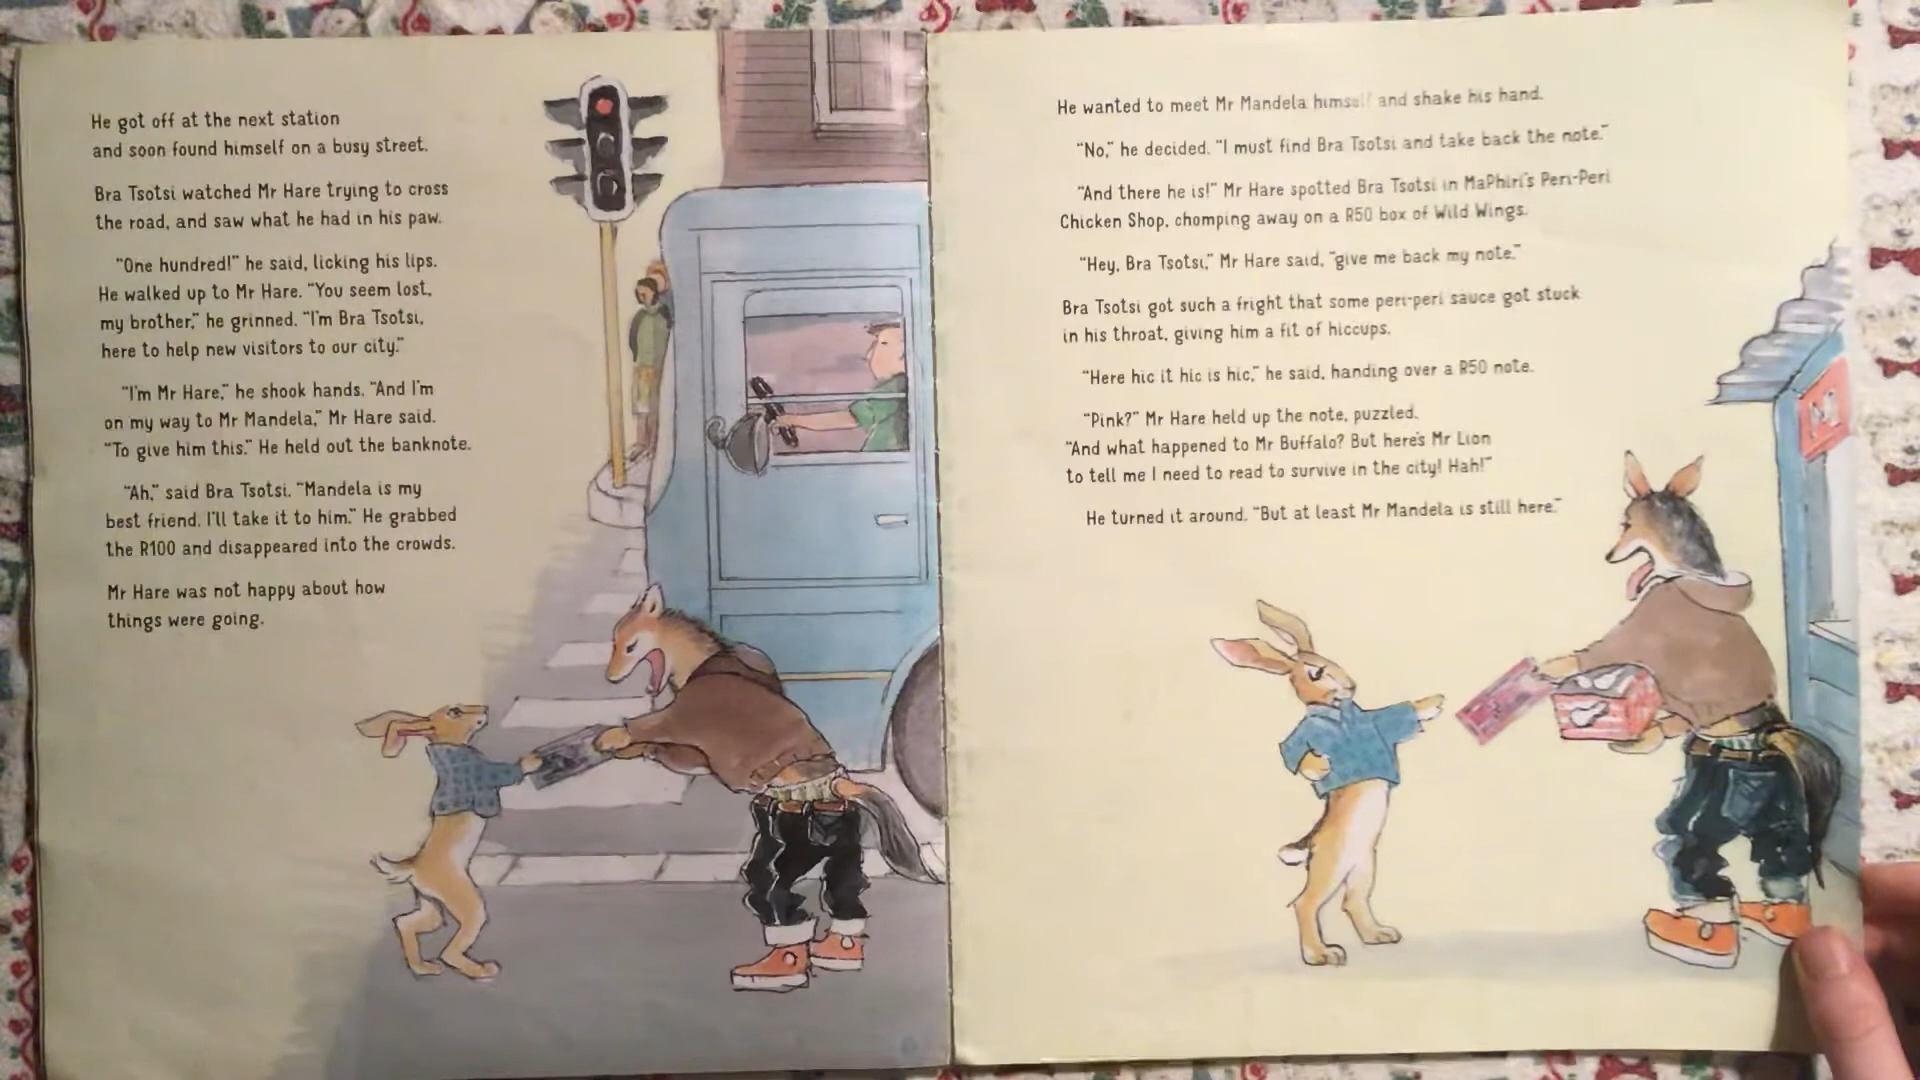 He got off at the next station
and soon found himself on a busy street.
Bra Tsotsi watched Mr Hare trying to cross
the road, and saw what he had in his paw.
“One hundred!” he said, licking his lips.
He walked up to Mr Hare. “You seem lost,
my brother,” he grinned. “I’m Bra Tsotsi,
here to help new visitors to our city.”
“I’m Mr Hare,” he shook hands. “And I’m
on my way to Mr Mandela,” Mr Hare said.
“To give him this.” He held out the banknote.
“Ah,” said Bra Tsotsi. “Mandela is my
best friend. I’ll take it to him.” He grabbed
the R100 and disappeared into the crowds.
Mr Hare was not happy about how
things were going.
He wanted to meet Mr Mandela himself and shake his hand.
“No,” he decided. “I must find Bra Tsotsi and take back the note.”
“And there he is!” Mr Hare spotted Bra Tsotsi in MaPhiri’s Peri-Peri
Chicken Shop, chomping away on a R50 box of Wild Wings.
“Hey, Bra Tsotsi,” Mr Hare said, “give me back my note.”
Bra Tsotsi got such a fright that some peri-peri sauce got stuck
in his throat, giving him a fit of hiccups.
“Here hic it hic is hic,” he said, handing over a R50 note.
“Pink?” Mr Hare held up the note, puzzled.
“And what happened to Mr Buffalo? But here’s Mr Lion
to tell me I need to read to survive in the city! Hah!”
He turned it around. “But at least Mr Mandela is still here.”